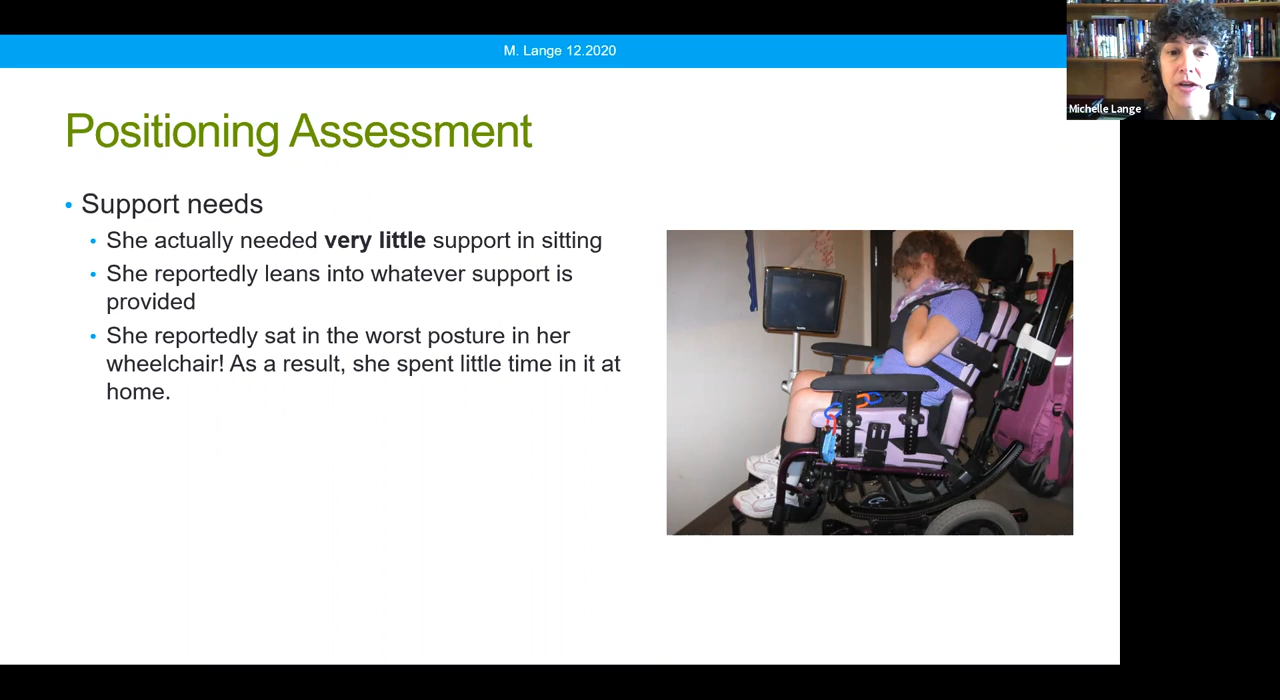 M. Lange 12.2020
Michelle Lange
Positioning Assessment
• Support needs
• She actually needed very little support in sitting
• She reportedly leans into whatever support is
provided
• She reportedly sat in the worst posture in her
wheelchair! As a result, she spent little time in it at
home.